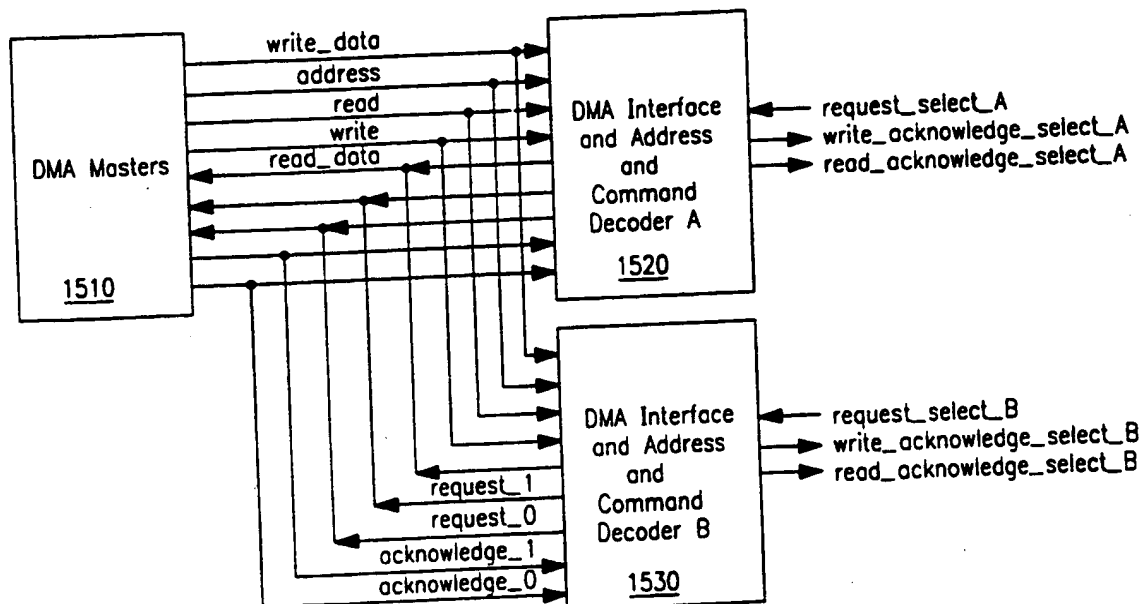 write_data
address
read
write
read_data
DMA Masters
1510
DMA Interface
and Address
and
Command
Decoder A
1520
request_select_A
write_acknowledge_select_A
read_acknowledge_select_A
DMA Interface
and Address
and
Command
Decoder B
1530
request_select_B
write_acknowledge_select_B
read_acknowledge_select_B
request_1
request_0
acknowledge_1
acknowledge_0